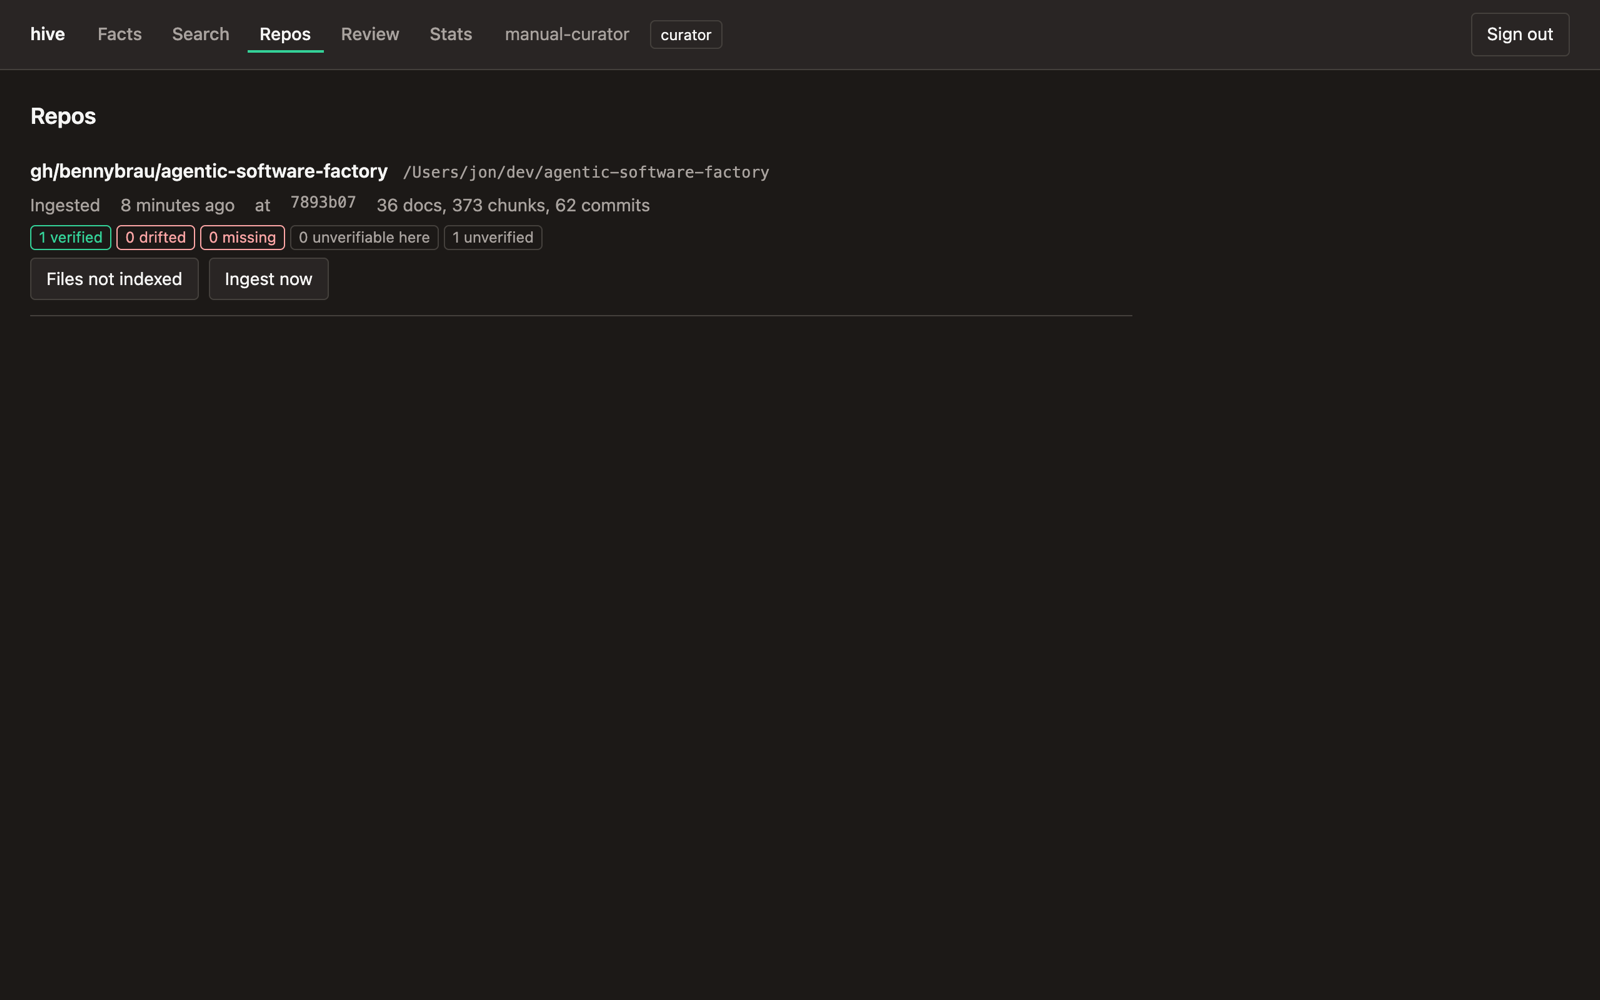 hive Facts Search Repos Review Stats manual-curator curator Sign out
Repos
gh/bennybrau/agentic-software-factory /Users/jon/dev/agentic-software-factory
Ingested 8 minutes ago at 7893b07 36 docs, 373 chunks, 62 commits
1 verified 0 drifted 0 missing 0 unverifiable here 1 unverified
Files not indexed Ingest now